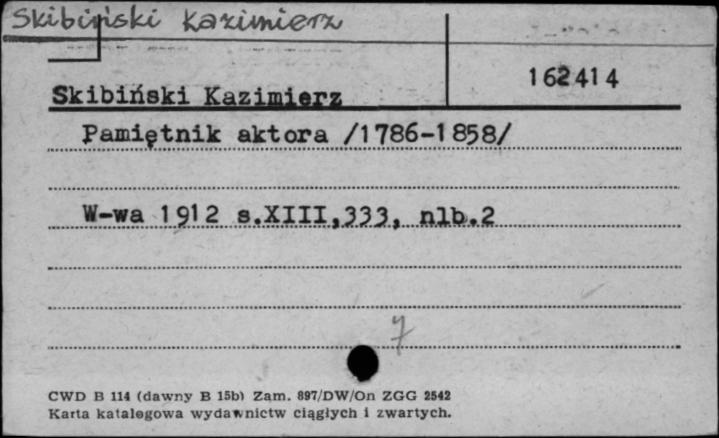 Skibiński Kazimierz
162414
Skibiński Kazimierz
Pamiętnik aktora /1786-1858/
W-wa 1912 s.XIII,333, nlb.2
7
CWD B 114 (dawny B 15b) Zam. 897/DW/On ZGG 2542
Karta katalogowa wydawnictw ciągłych i zwartych.